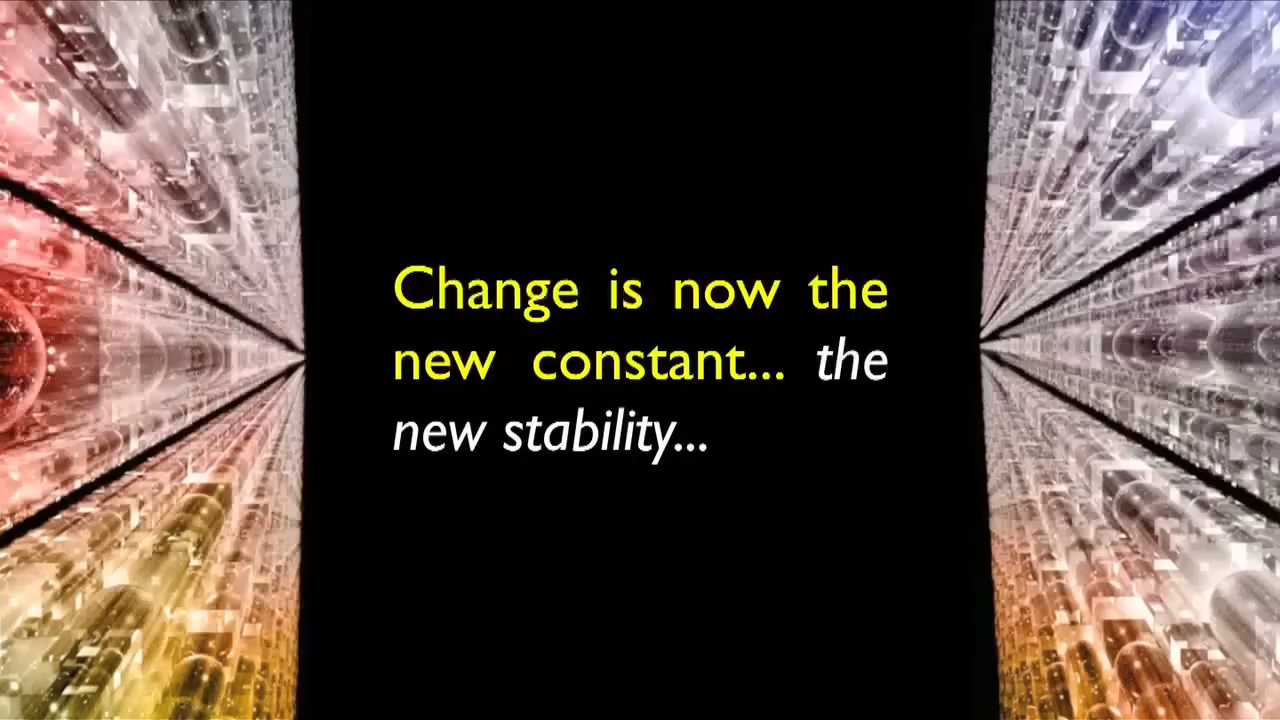 Change is now the
new constant... the
new stability...